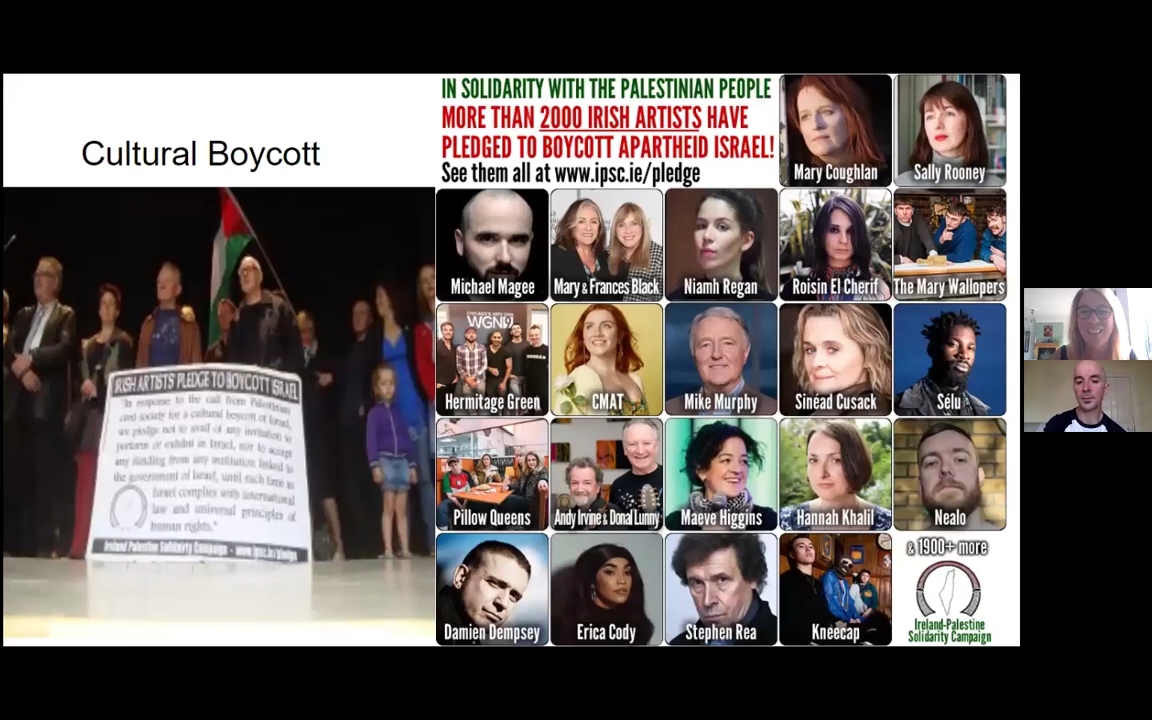 Cultural Boycott
IN SOLIDARITY WITH THE PALESTINIAN PEOPLE
MORE THAN 2000 IRISH ARTISTS HAVE
PLEDGED TO BOYCOTT APARTHEID ISRAEL!
See them all at www.ipsc.ie/pledge
Mary Coughlan
Sally Rooney
Michael Magee
Mary & Frances Black
Niamh Regan
Roisin El Cherif
The Mary Wallopers
WGN9
Hermitage Green
CMAT
Mike Murphy
Sinéad Cusack
Selu
Pillow Queens
Andy Irvine & Donal Lunny
Maeve Higgins
Hannah Khalil
Nealo
Damien Dempsey
Erica Cody
Stephen Rea
Kneecap
& 1900+ more
Ireland-Palestine
Solidarity Campaign
IRISH ARTISTS PLEDGE TO BOYCOTT ISRAEL
"In response to the call from Palestinian
civil society for a cultural boycott of Israel,
we pledge not to avail of any invitation to
perform or exhibit in Israel, nor to accept
any funding from any institution linked to
the government of Israel, until such time as
Israel complies with international
law and universal principles of
human rights."
Ireland Palestine Solidarity Campaign - www.ipsc.ie/pledge